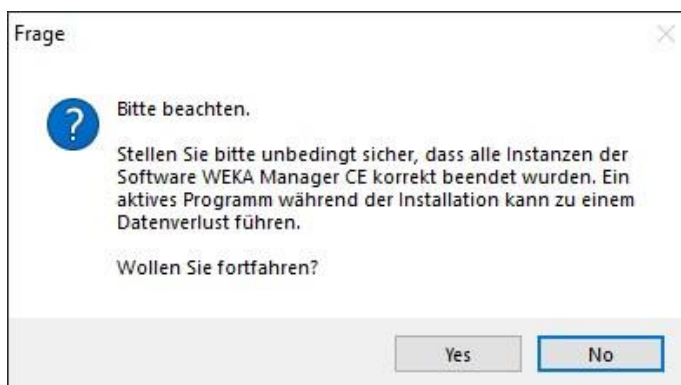 Frage
Bitte beachten.
Stellen Sie bitte unbedingt sicher, dass alle Instanzen der
Software WEKA Manager CE korrekt beendet wurden. Ein
aktives Programm während der Installation kann zu einem
Datenverlust führen.
Wollen Sie fortfahren?
Yes
No